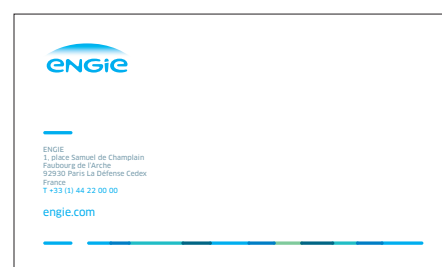 ENGIE
ENGIE
1, place Samuel de Champlain
Faubourg de l'Arche
92930 Paris La Défense Cedex
France
T +33 (1) 44 22 00 00
engie.com